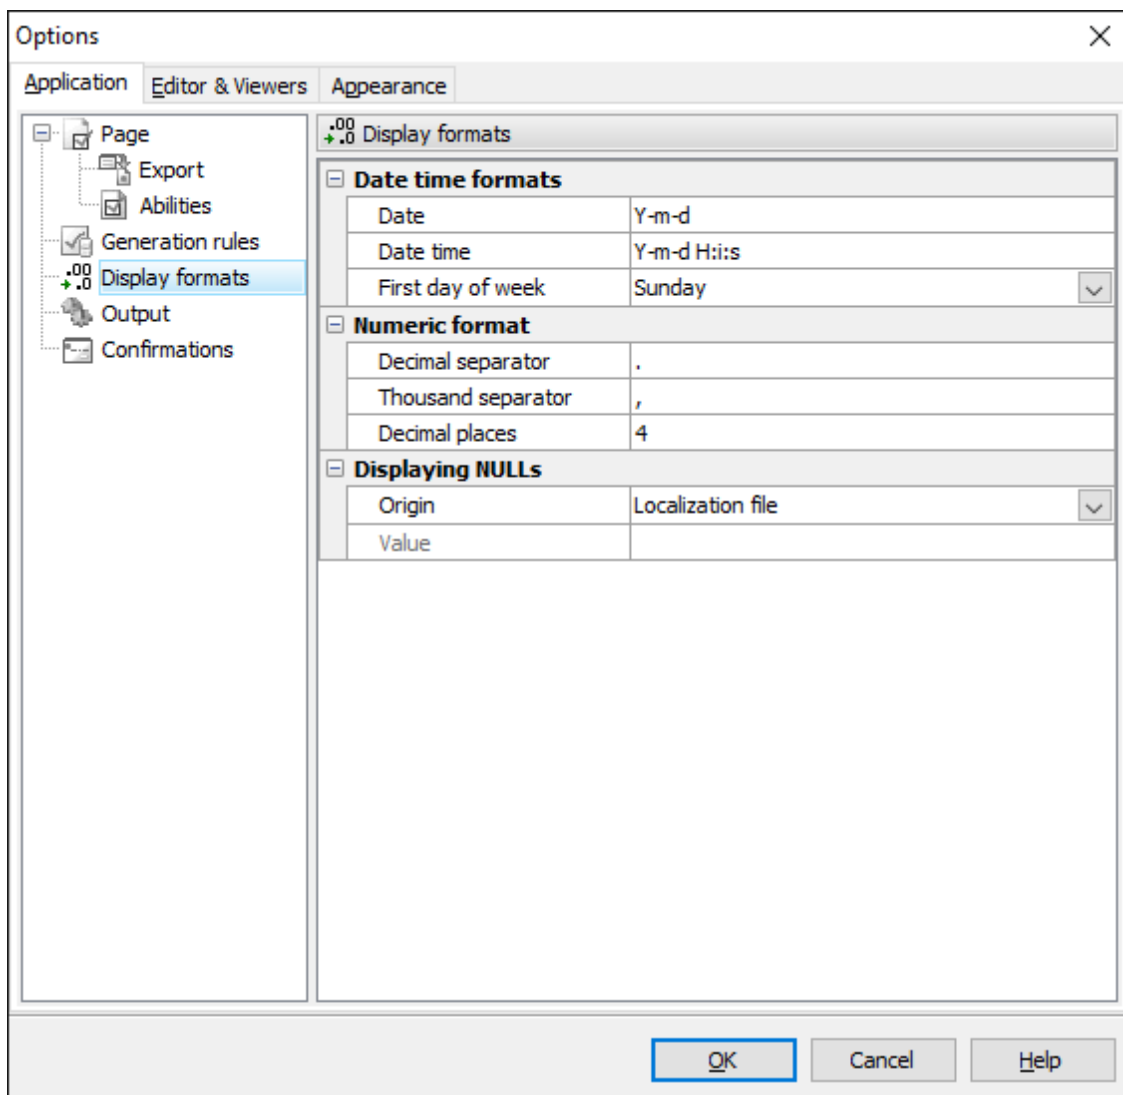 Options
Application Editor & Viewers Appearance
Page
Export
Abilities
Generation rules
Display formats
Output
Confirmations
Display formats
Date time formats
Date Y-m-d
Date time Y-m-d H:i:s
First day of week Sunday
Numeric format
Decimal separator .
Thousand separator ,
Decimal places 4
Displaying NULLs
Origin Localization file
Value
OK Cancel Help